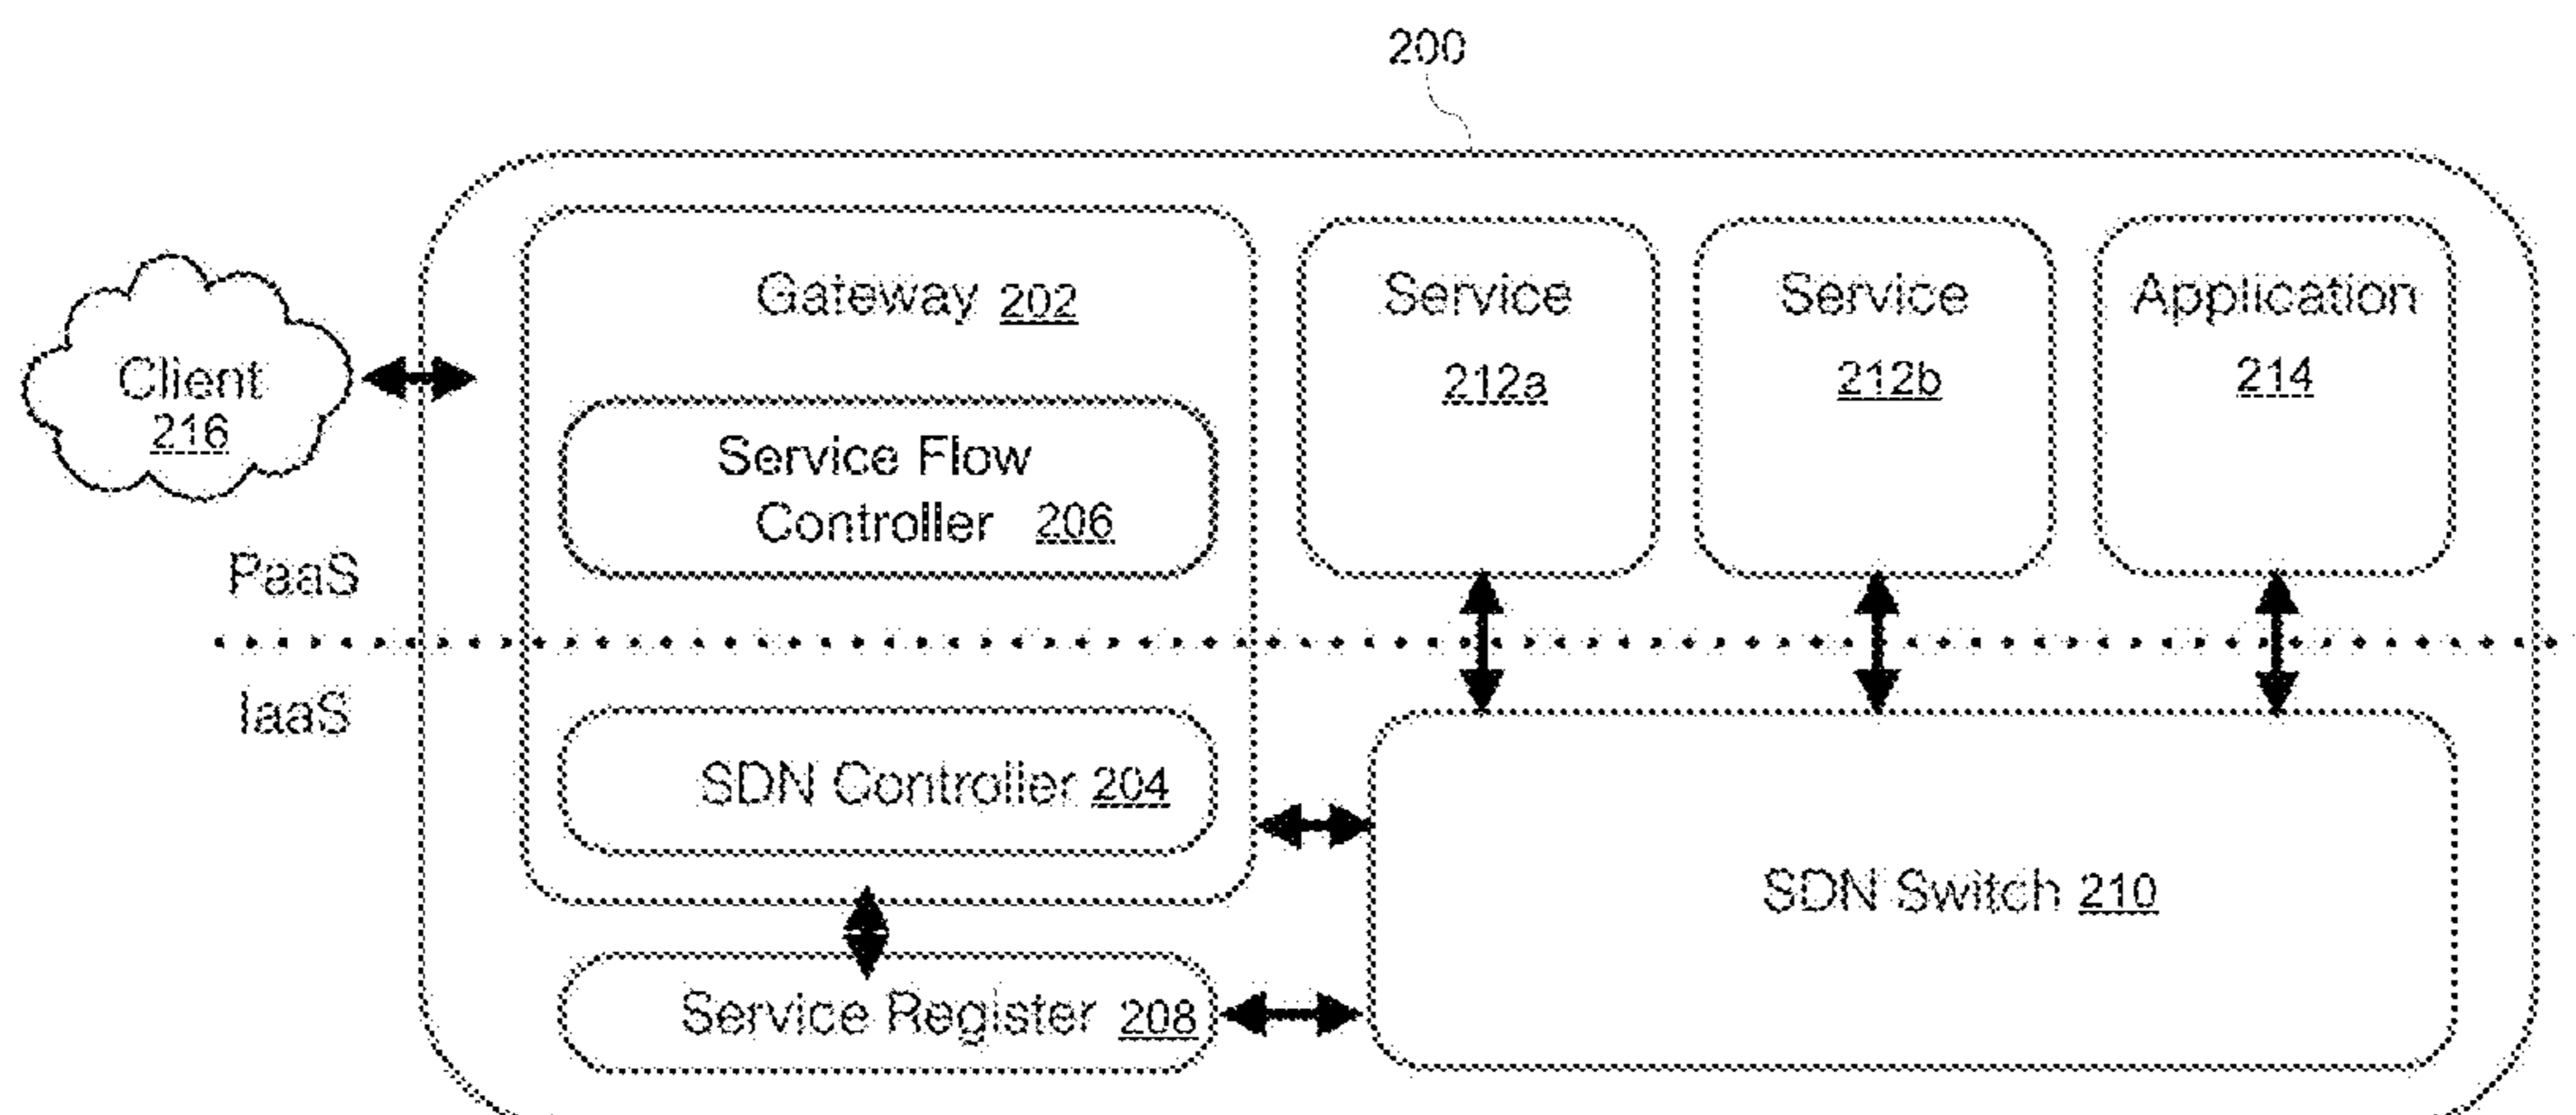 200
Gateway 202
Service
212a
Service
212b
Application
214
Client
216
Service Flow
Controller 206
PaaS
IaaS
SDN Controller 204
SDN Switch 210
Service Register 208